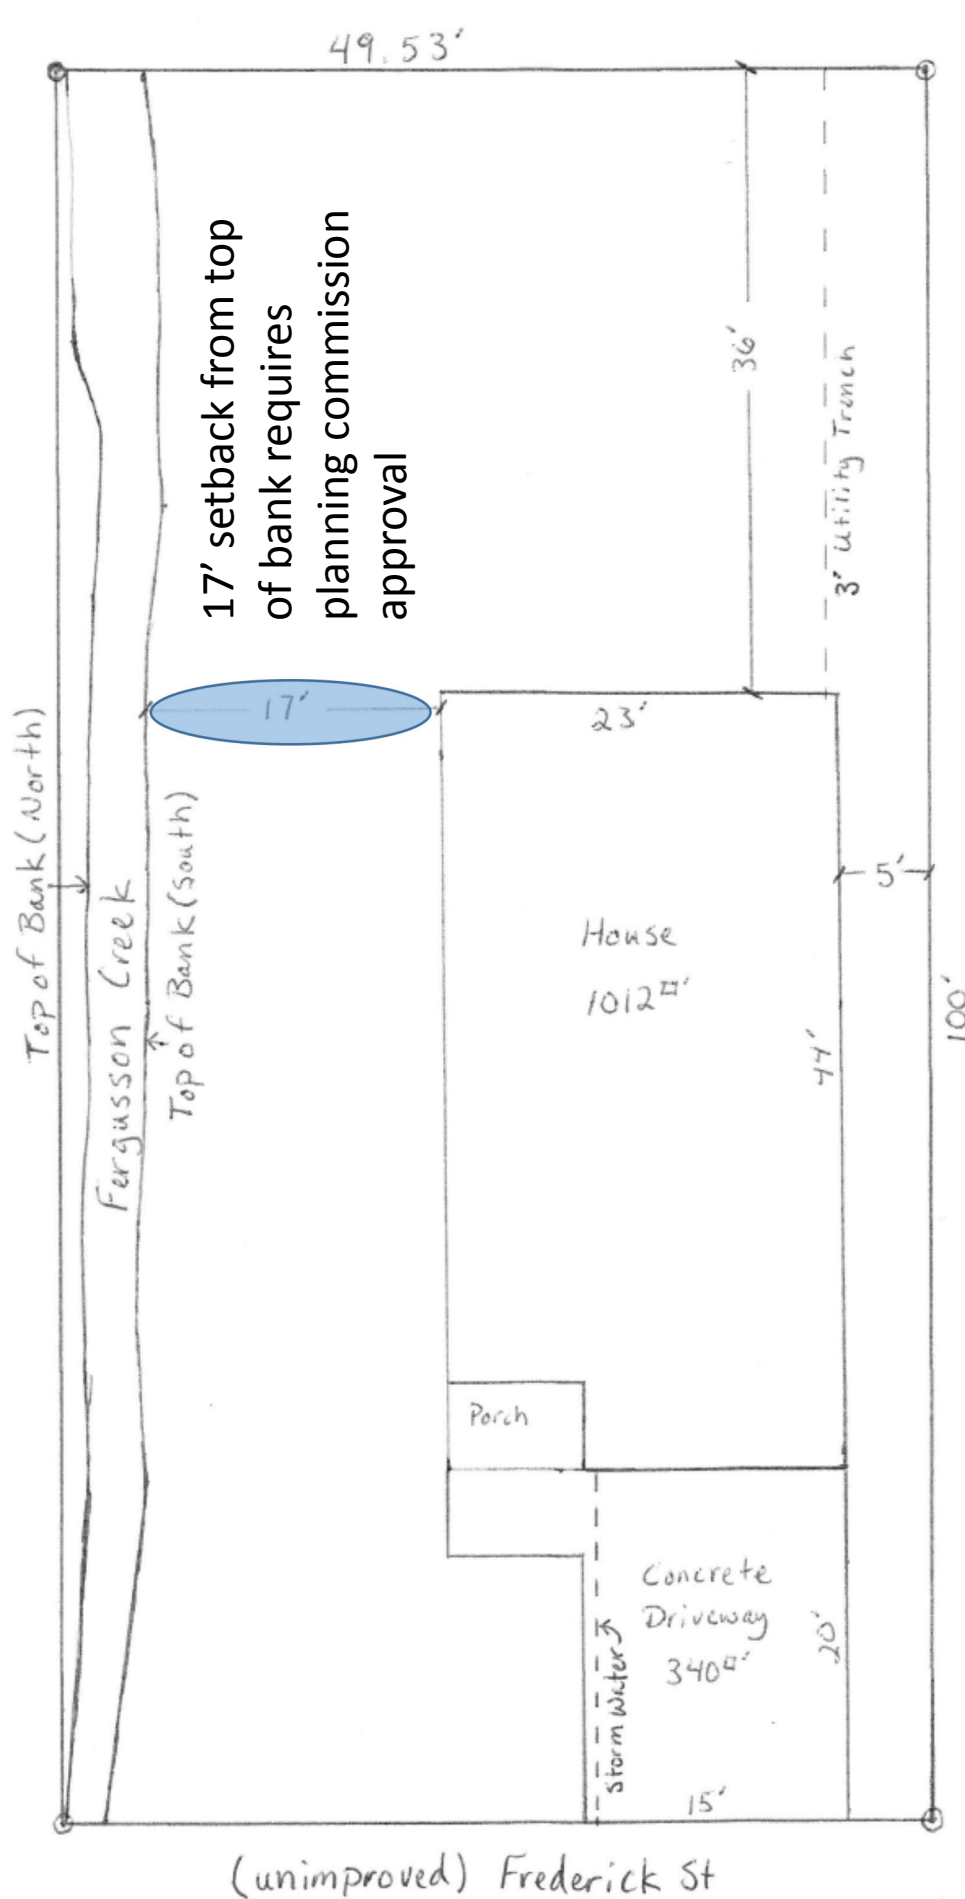 49.53'
17' setback from top
of bank requires
planning commission
approval
36'
3' Utility Trench
17'
23'
Top of Bank (North)
Fergusson Creek
Top of Bank (South)
5'
House
1012□'
44'
100'
Porch
Concrete
Driveway
340□'
20'
Storm Water
15'
(unimproved) Frederick St